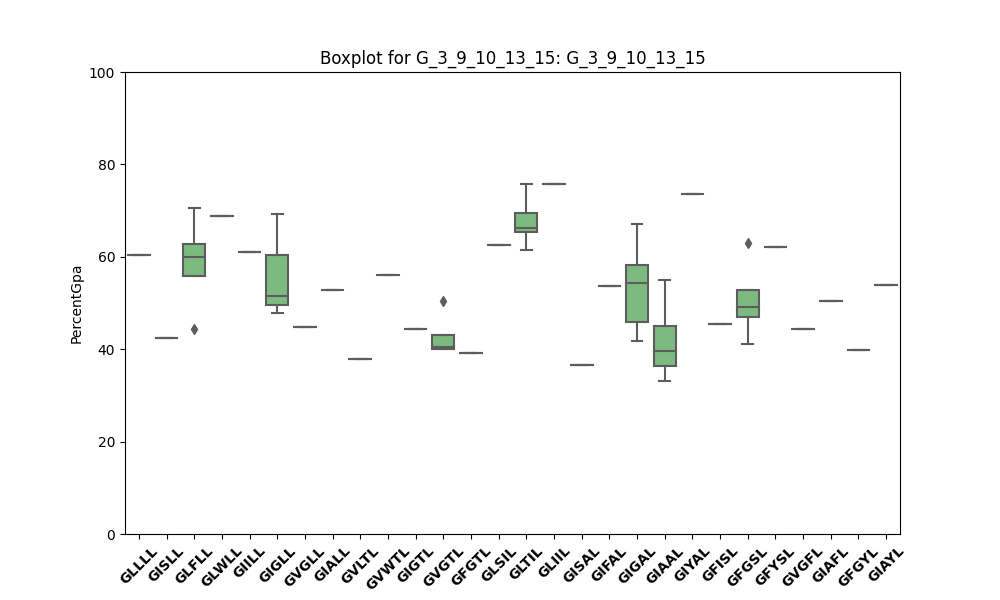 Boxplot for G_3_9_10_13_15: G_3_9_10_13_15
100
80
60
40
20
0
PercentGpa
GLLLL GISLL GLFLL GLWLL GIILL GIGLL GVGLL GIALL GVLTL GVWTL GIGTL GVGTL GFGTL GLSIL GLTIL GLIIL GISAL GIFAL GIGAL GIAAL GIYAL GFISL GFGSL GFYSL GVGFL GIAFL GFGYL GIAYL